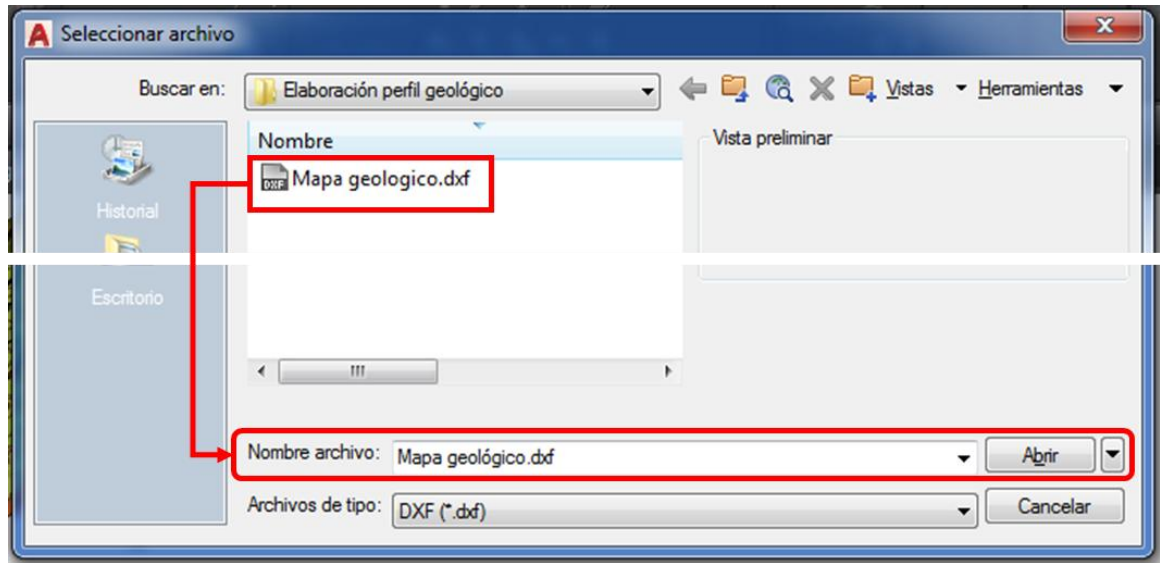 Seleccionar archivo
Buscar en: Elaboración perfil geológico Vistas Herramientas
Nombre
Vista preliminar
Mapa geologico.dxf
Historial
Escritorio
Nombre archivo: Mapa geológico.dxf Abrir
Archivos de tipo: DXF (*.dxf) Cancelar